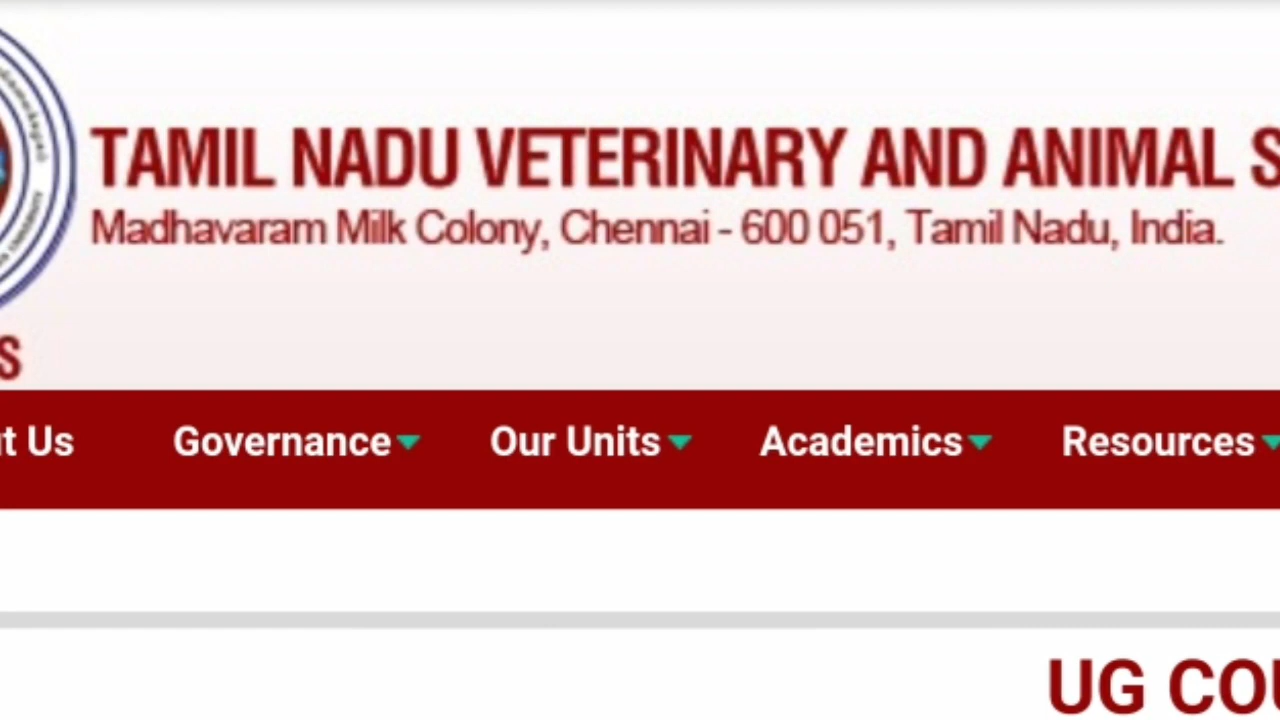 TAMIL NADU VETERINARY AND ANIMAL S
Madhavaram Milk Colony, Chennai - 600 051, Tamil Nadu, India.
S
t Us Governance Our Units Academics Resources
UG COU